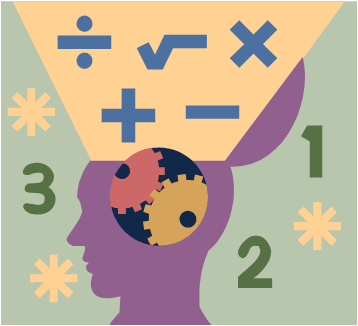 ÷ √ ×
+ −
1
3
2